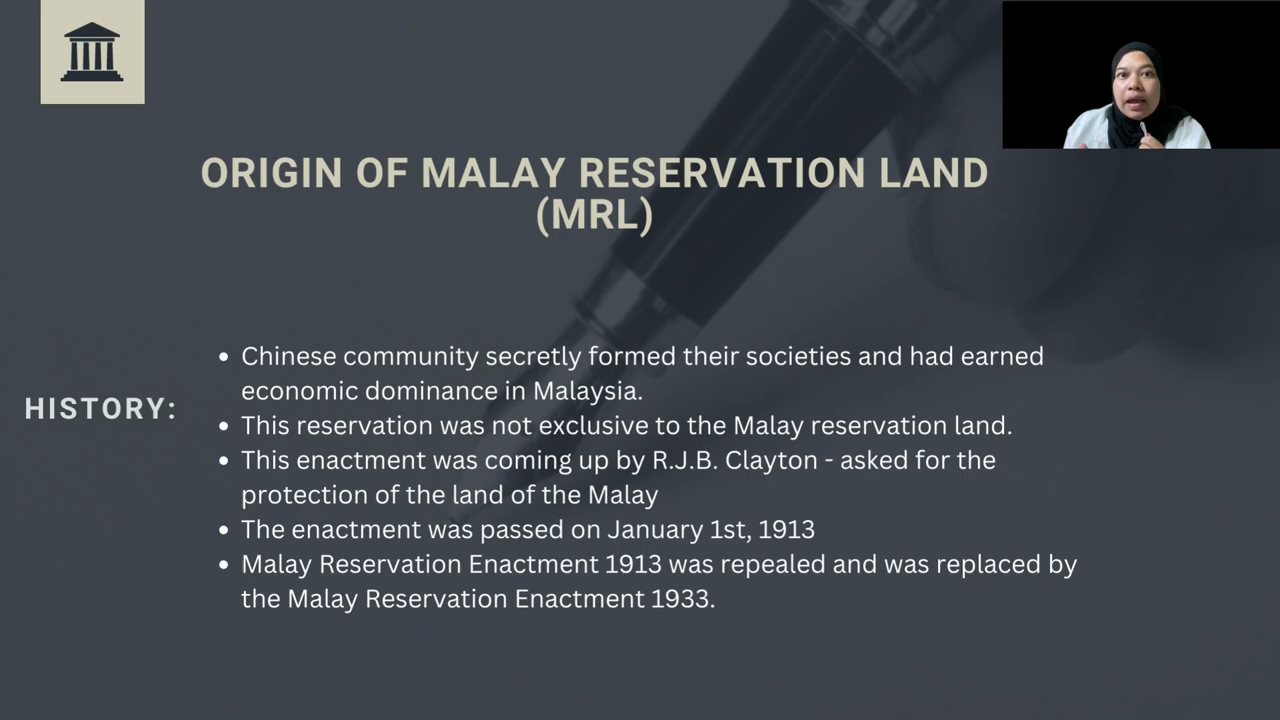 ORIGIN OF MALAY RESERVATION LAND
(MRL)
HISTORY:
• Chinese community secretly formed their societies and had earned
economic dominance in Malaysia.
• This reservation was not exclusive to the Malay reservation land.
• This enactment was coming up by R.J.B. Clayton - asked for the
protection of the land of the Malay
• The enactment was passed on January 1st, 1913
• Malay Reservation Enactment 1913 was repealed and was replaced by
the Malay Reservation Enactment 1933.